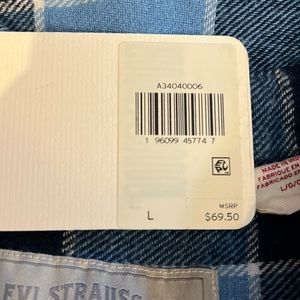 A34040006
1 96099 45774 7
MSRP
L $69.50
MADE IN
FABRIQUE EN
FABRICADO EN
L/G/
EVI STRAUSS